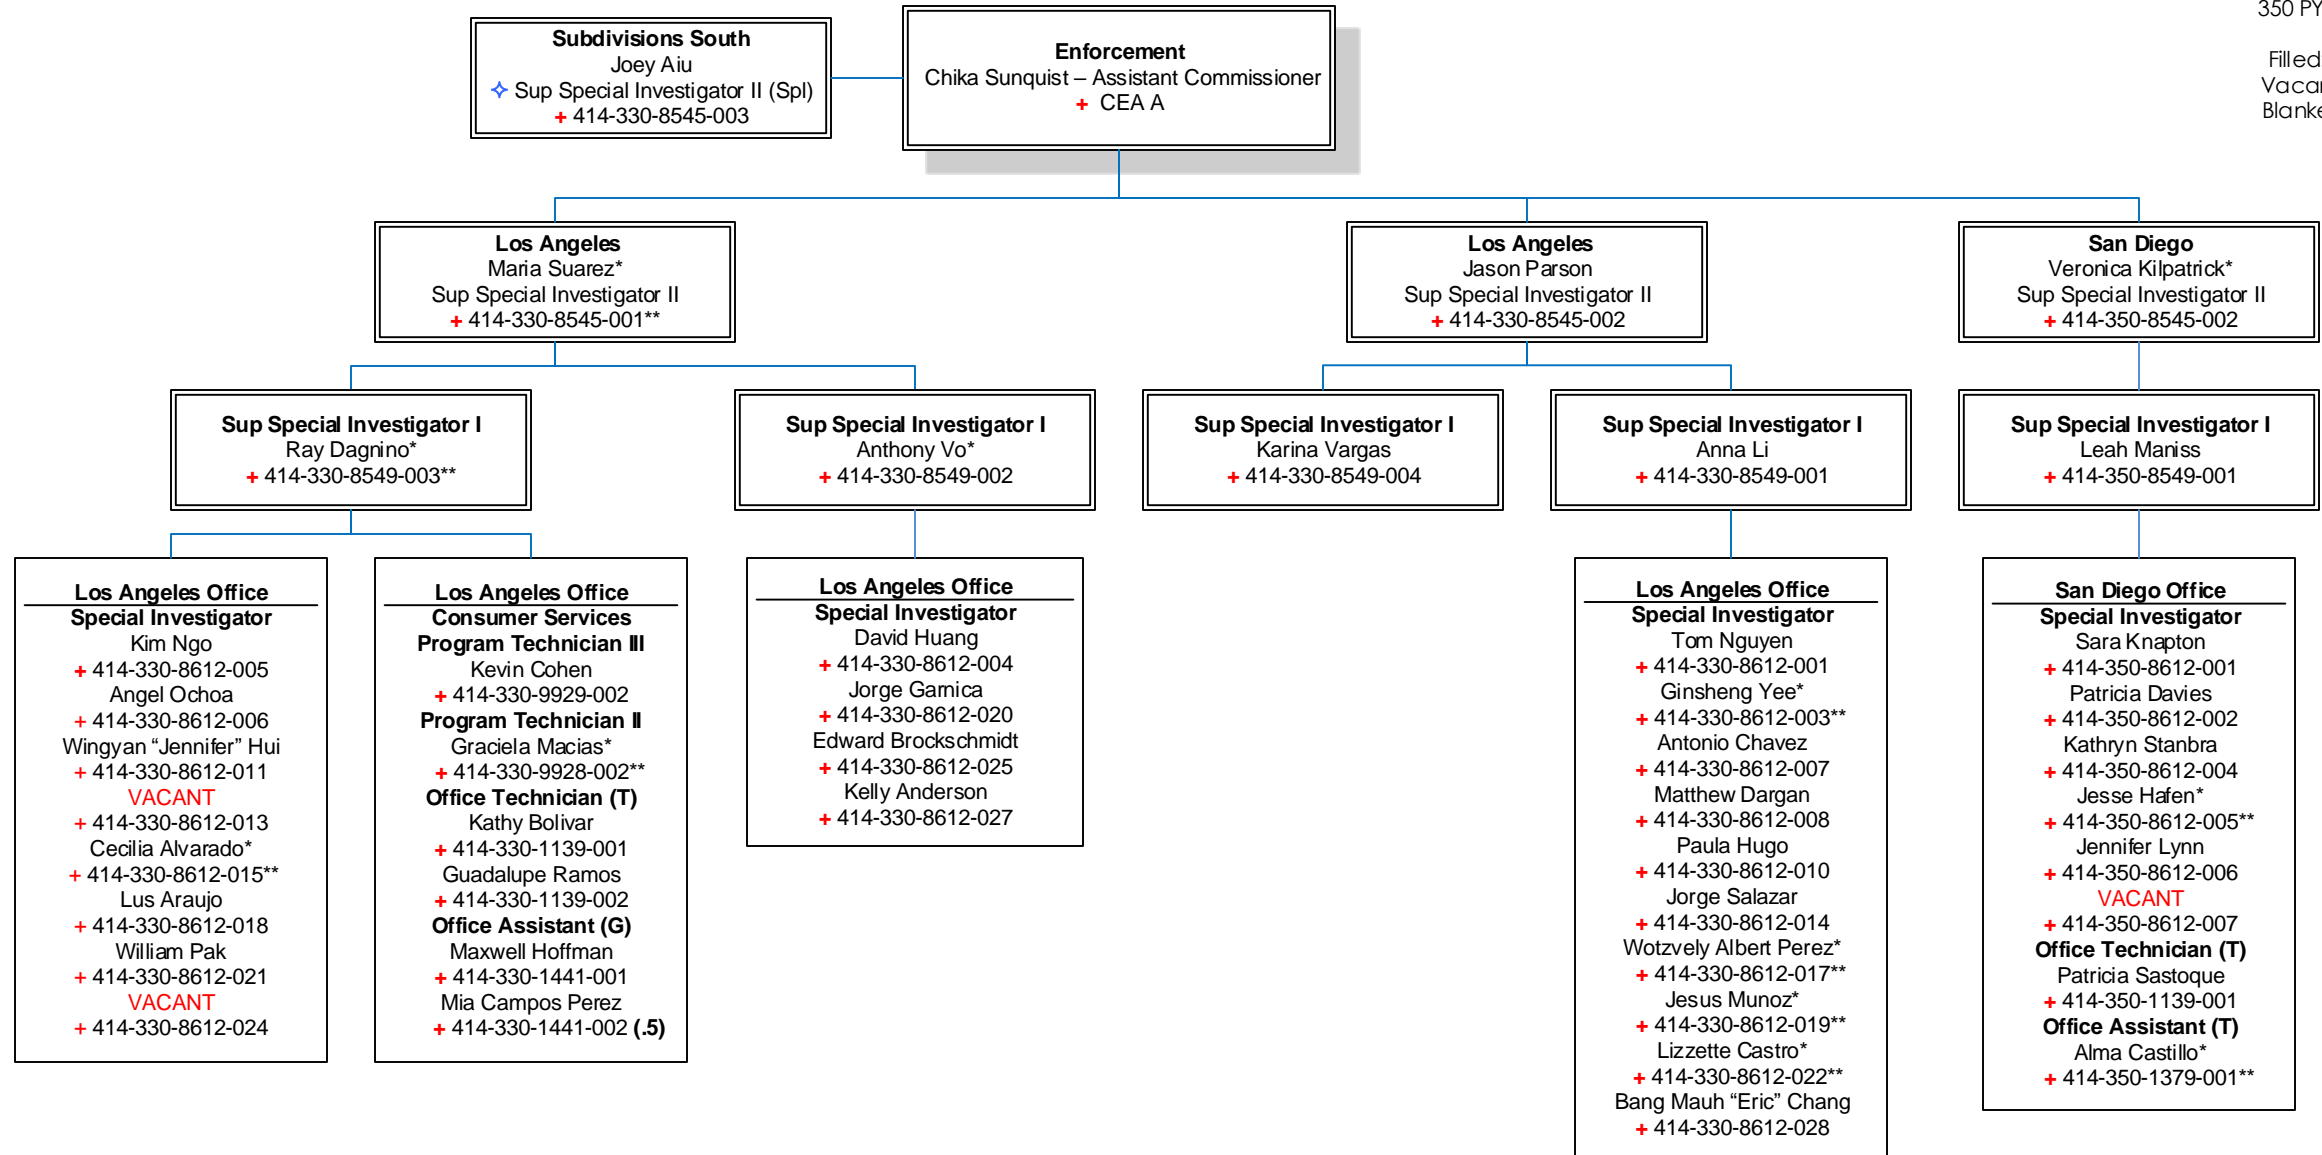 350 PY
Filled
Blanke
Subdivisions South
Joey Aiu
✧ Sup Special Investigator II (Spl)
+ 414-330-8545-003
Enforcement
Chika Sunquist – Assistant Commissioner
+ CEA A
Los Angeles
Maria Suarez*
Sup Special Investigator II
+ 414-330-8545-001**
Los Angeles
Jason Parson
Sup Special Investigator II
+ 414-330-8545-002
San Diego
Veronica Kilpatrick*
Sup Special Investigator II
+ 414-350-8545-002
Sup Special Investigator I
Ray Dagnino*
+ 414-330-8549-003**
Sup Special Investigator I
Anthony Vo*
+ 414-330-8549-002
Sup Special Investigator I
Karina Vargas
+ 414-330-8549-004
Sup Special Investigator I
Anna Li
+ 414-330-8549-001
Sup Special Investigator I
Leah Maniss
+ 414-350-8549-001
Los Angeles Office
Special Investigator
Kim Ngo
+ 414-330-8612-005
Angel Ochoa
+ 414-330-8612-006
Wingyan “Jennifer” Hui
+ 414-330-8612-011
VACANT
+ 414-330-8612-013
Cecilia Alvarado*
+ 414-330-8612-015**
Lus Araujo
+ 414-330-8612-018
William Pak
+ 414-330-8612-021
VACANT
+ 414-330-8612-024
Los Angeles Office
Consumer Services
Program Technician III
Kevin Cohen
+ 414-330-9929-002
Program Technician II
Graciela Macias*
+ 414-330-9928-002**
Office Technician (T)
Kathy Bolivar
+ 414-330-1139-001
Guadalupe Ramos
+ 414-330-1139-002
Office Assistant (G)
Maxwell Hoffman
+ 414-330-1441-001
Mia Campos Perez
+ 414-330-1441-002 (.5)
Los Angeles Office
Special Investigator
David Huang
+ 414-330-8612-004
Jorge Garnica
+ 414-330-8612-020
Edward Brockschmidt
+ 414-330-8612-025
Kelly Anderson
+ 414-330-8612-027
Los Angeles Office
Special Investigator
Tom Nguyen
+ 414-330-8612-001
Ginsheng Yee*
+ 414-330-8612-003**
Antonio Chavez
+ 414-330-8612-007
Matthew Dargan
+ 414-330-8612-008
Paula Hugo
+ 414-330-8612-010
Jorge Salazar
+ 414-330-8612-014
Wotzvely Albert Perez*
+ 414-330-8612-017**
Jesus Munoz*
+ 414-330-8612-019**
Lizzette Castro*
+ 414-330-8612-022**
Bang Mauh “Eric” Chang
+ 414-330-8612-028
San Diego Office
Special Investigator
Sara Knapton
+ 414-350-8612-001
Patricia Davies
+ 414-350-8612-002
Kathryn Stanbra
+ 414-350-8612-004
Jesse Hafen*
+ 414-350-8612-005**
Jennifer Lynn
+ 414-350-8612-006
VACANT
+ 414-350-8612-007
Office Technician (T)
Patricia Sastoque
+ 414-350-1139-001
Office Assistant (T)
Alma Castillo*
+ 414-350-1379-001**